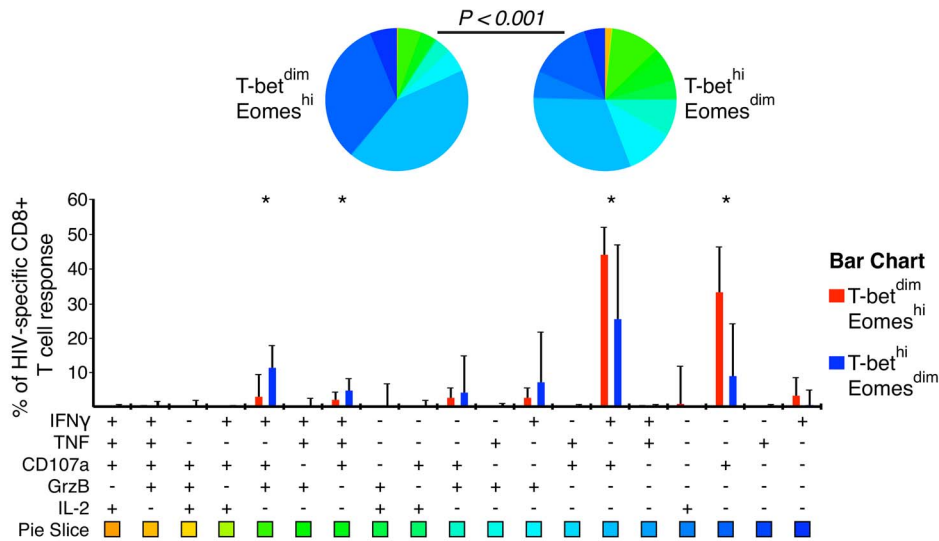 P < 0.001
T-bet^dim
Eomes^hi
T-bet^hi
Eomes^dim
% of HIV-specific CD8+
T cell response
60
50
40
30
20
10
* * * *
Bar Chart
T-bet^dim
Eomes^hi
T-bet^hi
Eomes^dim
IFNγ + + - + + + + - - - - + - + + - - - +
TNF + + - - - + + - - - + - + - + - - + -
CD107a + - + + + - + - + + - - + + - - + - -
GrzB - + + - + + - + - + + + - - - - - - -
IL-2 + - + + - - - + + - - - - - - + - - -
Pie Slice